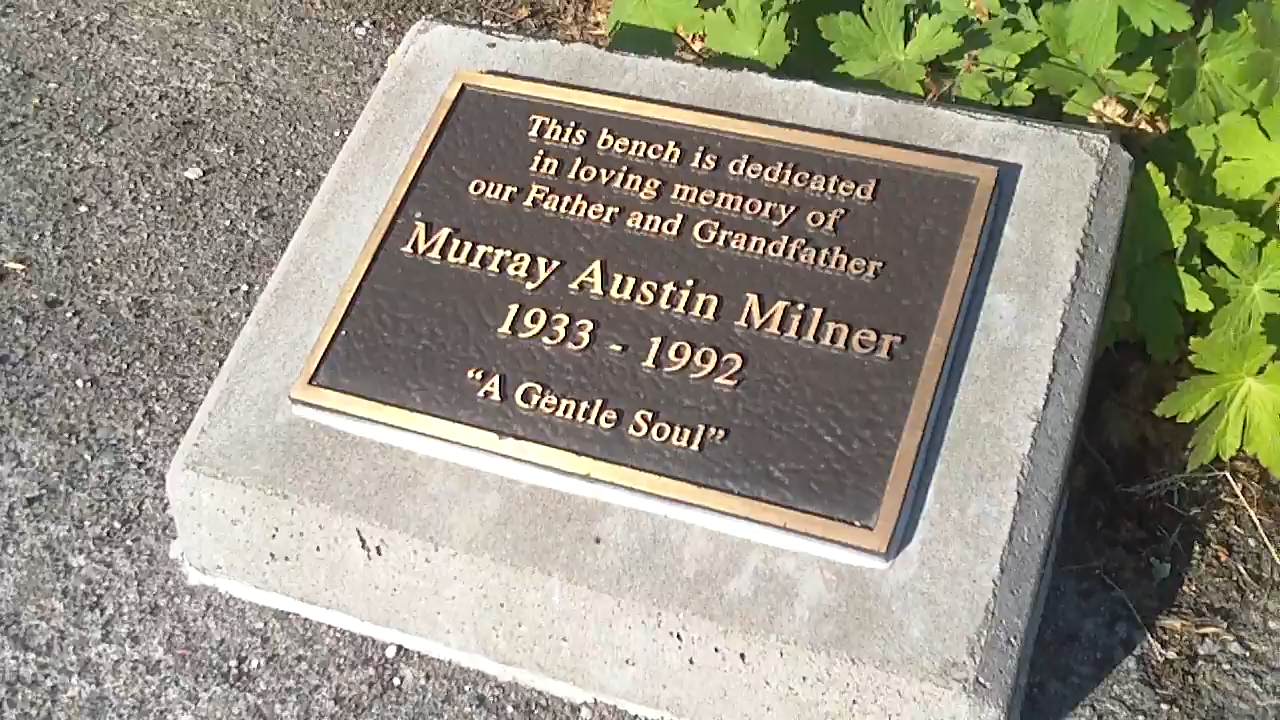 This bench is dedicated
in loving memory of
our Father and Grandfather
Murray Austin Milner
1933 - 1992
“A Gentle Soul”